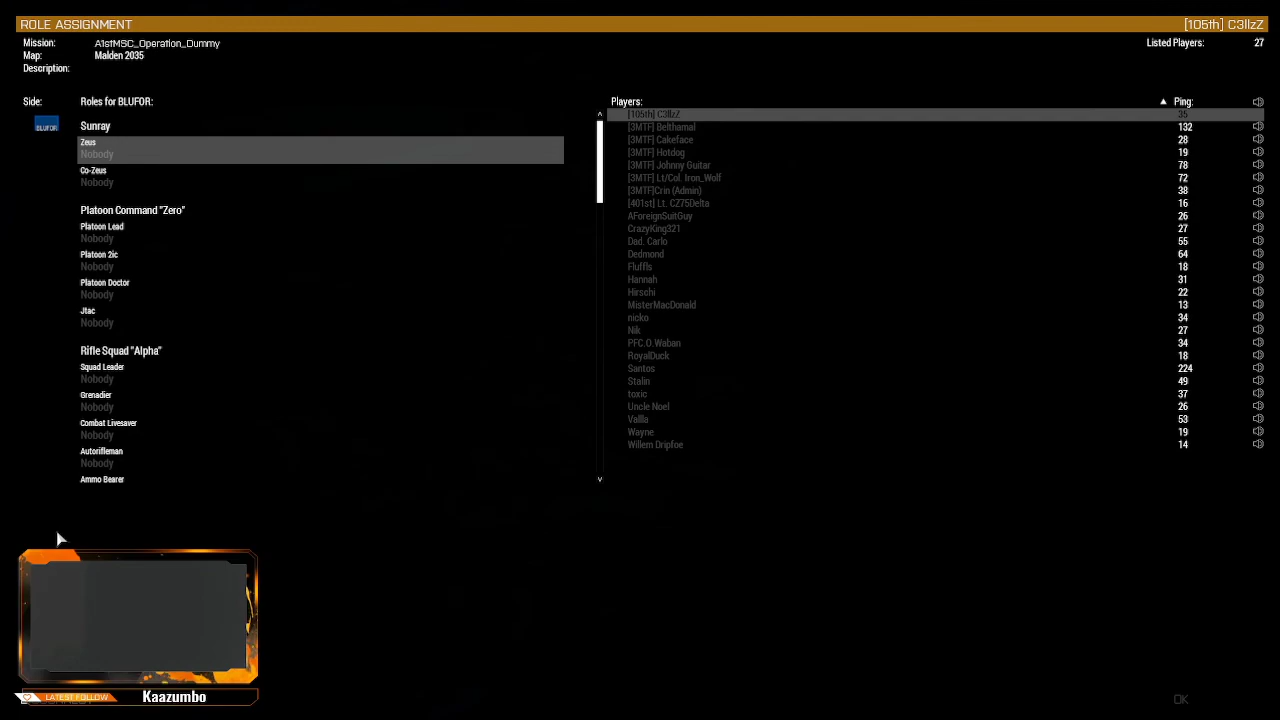 ROLE ASSIGNMENT
[105th] C3llzZ
Mission: A1stMSC_Operation_Dummy
Listed Players: 27
Map: Malden 2035
Description:
Side:
BLUFOR
Roles for BLUFOR:
Sunray
Zeus
Nobody
Co-Zeus
Nobody
Platoon Command "Zero"
Platoon Lead
Nobody
Platoon 2ic
Nobody
Platoon Doctor
Nobody
Jtac
Nobody
Rifle Squad "Alpha"
Squad Leader
Nobody
Grenadier
Nobody
Combat Livesaver
Nobody
Autorifleman
Nobody
Ammo Bearer
Players: Ping:
[105th] C3llzZ 35
[3MTF] Belthamal 132
[3MTF] Cakeface 28
[3MTF] Hotdog 19
[3MTF] Johnny Guitar 78
[3MTF] Lt/Col. Iron_Wolf 72
[3MTF]Crin (Admin) 38
[401st] Lt. CZ75Delta 16
AForeignSuitGuy 26
CrazyKing321 27
Dad. Carlo 55
Dedmond 64
Fluffls 18
Hannah 31
Hirschi 22
MisterMacDonald 13
nicko 34
Nik 27
PFC.O.Waban 34
RoyalDuck 18
Santos 224
Stalin 49
toxic 37
Uncle Noel 26
Vallla 53
Wayne 19
Willem Dripfoe 14
LATEST FOLLOW
Kaazumbo
OK